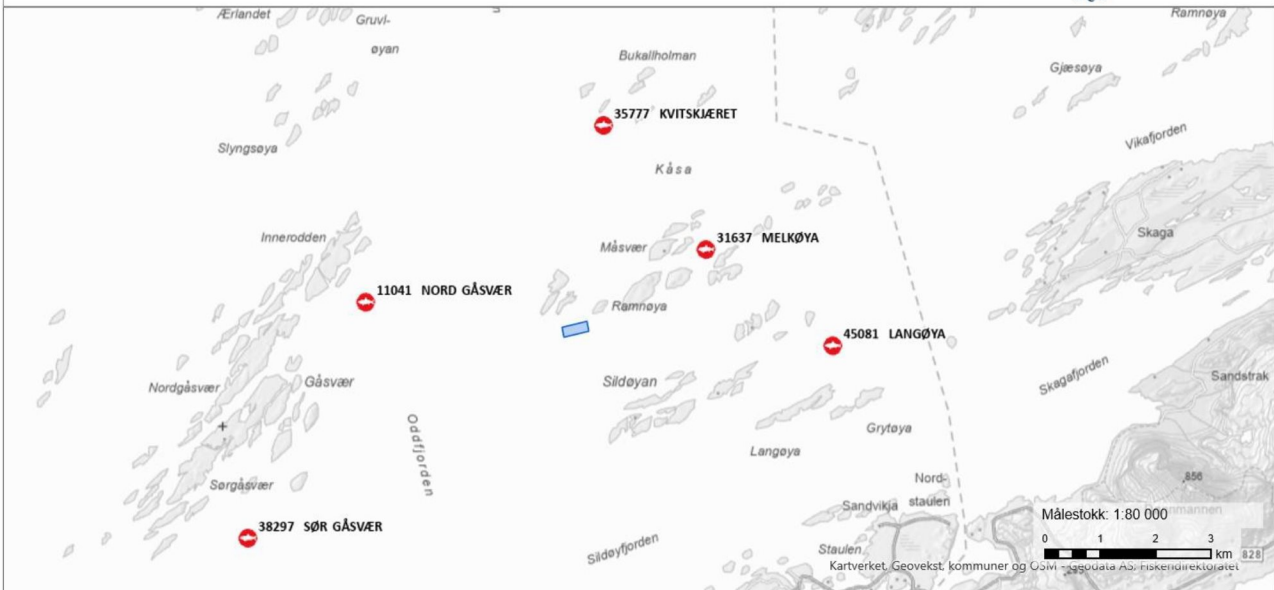 Ærlandet
Gruvl-
øyan
Bukallholman
Ramnøya
Gjæsøya
35777 KVITSKJÆRET
Slyngsøya
Vikafjorden
Kåsa
Innerodden
Måsvær
31637 MELKØYA
Skaga
11041 NORD GÅSVÆR
Ramnøya
45081 LANGØYA
Nordgåsvær
Gåsvær
Sildøyan
Skagafjorden
Sandstrak
Oddfjorden
Grytøya
Langøya
Sørgåsvær
Nord-
staulen
856
Sandvikja
38297 SØR GÅSVÆR
Målestokk: 1:80 000
Sildøyfjorden
Staulen
0 1 2 3 km
828
Kartverket, Geovekst, kommuner og OSM - Geodata AS, Fiskeridirektoratet